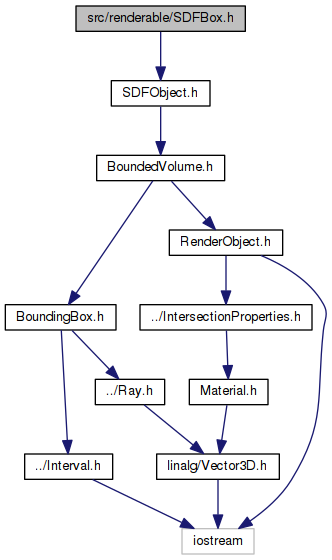 src/renderable/SDFBox.h
SDFObject.h
BoundedVolume.h
RenderObject.h
BoundingBox.h
../IntersectionProperties.h
../Ray.h
Material.h
../Interval.h
linalg/Vector3D.h
iostream